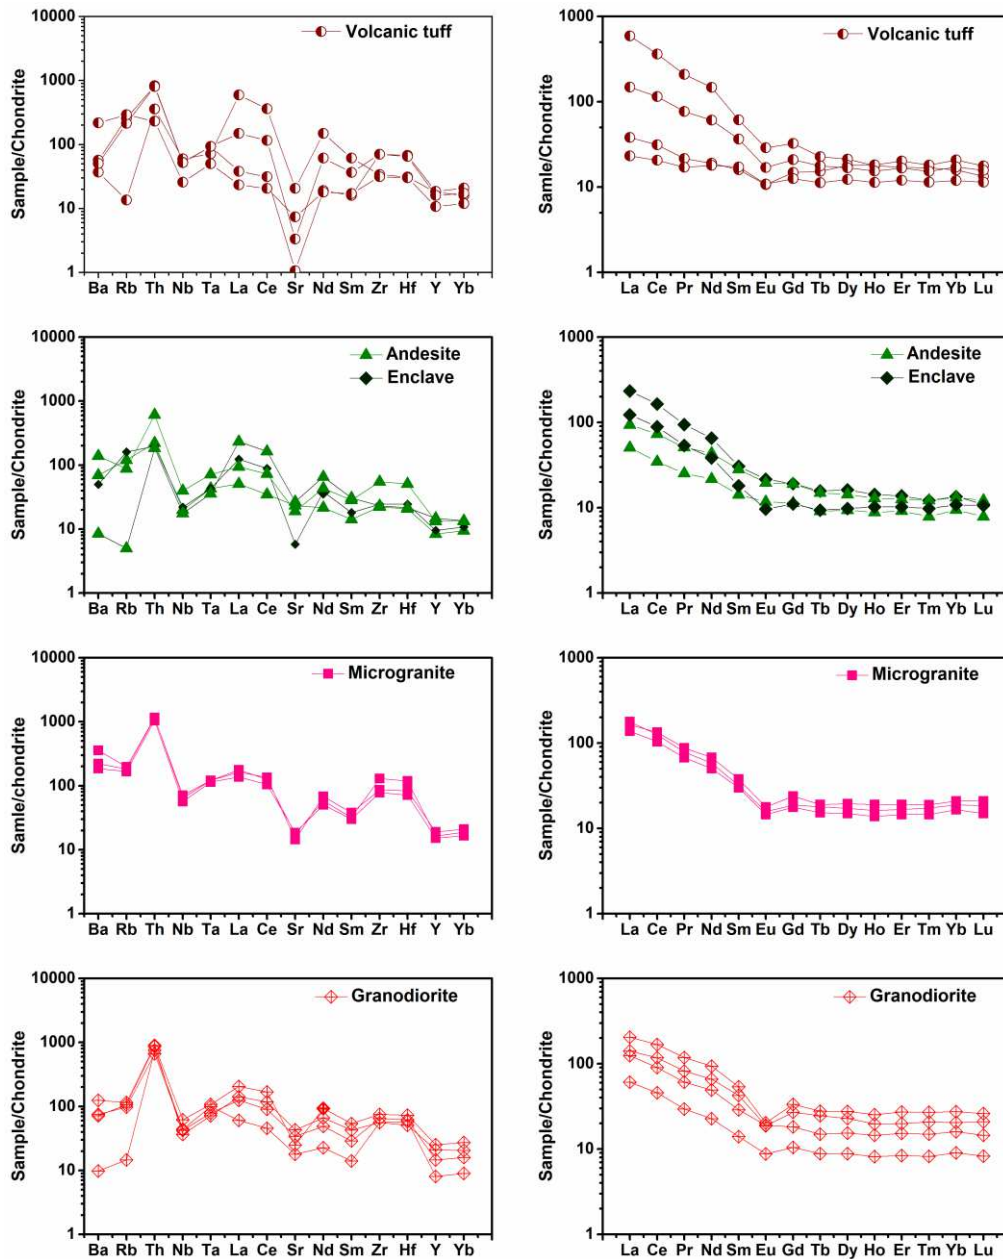 Samle/Chondrite
10000
1000
100
10
1
Volcanic tuff
Ba Rb Th Nb Ta La Ce Sr Nd Sm Zr Hf Y Yb
Sample/Chondrite
1000
100
10
1
Volcanic tuff
La Ce Pr Nd Sm Eu Gd Tb Dy Ho Er Tm Yb Lu
Sample/Chondrite
10000
1000
100
10
1
Andesite
Enclave
Ba Rb Th Nb Ta La Ce Sr Nd Sm Zr Hf Y Yb
Sample/Chondrite
1000
100
10
1
Andesite
Enclave
La Ce Pr Nd Sm Eu Gd Tb Dy Ho Er Tm Yb Lu
Samle/chondrite
10000
1000
100
10
1
Microgranite
Ba Rb Th Nb Ta La Ce Sr Nd Sm Zr Hf Y Yb
Sample/Chondrite
1000
100
10
1
Microgranite
La Ce Pr Nd Sm Eu Gd Tb Dy Ho Er Tm Yb Lu
Sample/Chondrite
10000
1000
100
10
1
Granodiorite
Ba Rb Th Nb Ta La Ce Sr Nd Sm Zr Hf Y Yb
Sample/Chondrite
1000
100
10
1
Granodiorite
La Ce Pr Nd Sm Eu Gd Tb Dy Ho Er Tm Yb Lu